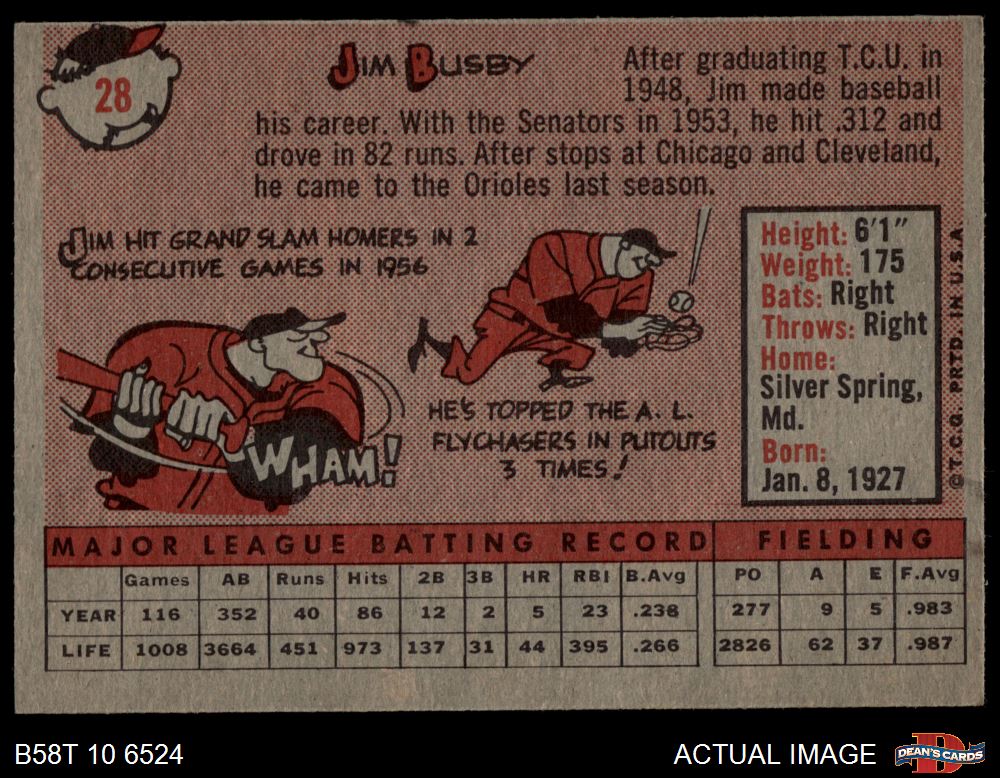 28
JIM BUSBY
After graduating T.C.U. in
1948, Jim made baseball
his career. With the Senators in 1953, he hit .312 and
drove in 82 runs. After stops at Chicago and Cleveland,
he came to the Orioles last season.
JIM HIT GRAND SLAM HOMERS IN 2
CONSECUTIVE GAMES IN 1956
WHAM!
HE'S TOPPED THE A. L.
FLYCHASERS IN PUTOUTS
3 TIMES!
Height: 6'1"
Weight: 175
Bats: Right
Throws: Right
Home:
Silver Spring,
Md.
Born:
Jan. 8, 1927
©T.C.G. PRTD. IN U.S.A.
MAJOR LEAGUE BATTING RECORD FIELDING
Games AB Runs Hits 2B 3B HR RBI B.Avg PO A E F.Avg
YEAR 116 352 40 86 12 2 5 23 .238 277 9 5 .983
LIFE 1008 3664 451 973 137 31 44 395 .266 2826 62 37 .987
B58T 10 6524
ACTUAL IMAGE
D
DEAN'S CARDS